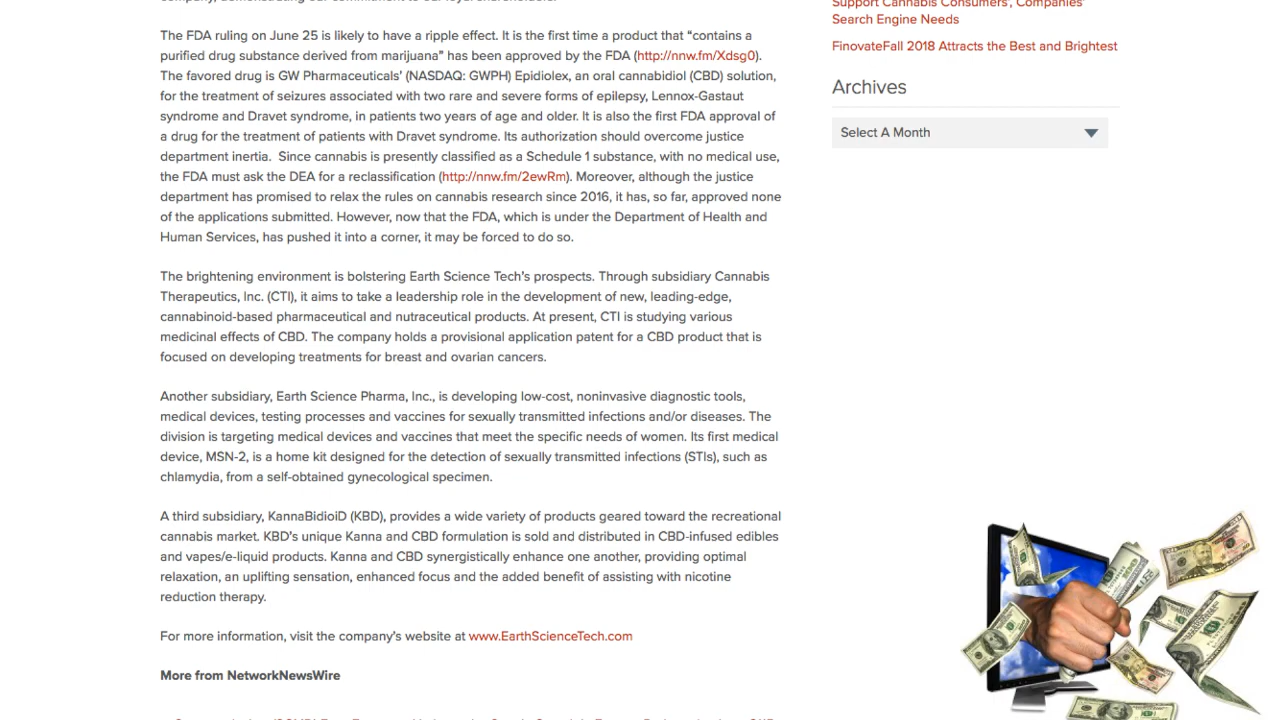 The FDA ruling on June 25 is likely to have a ripple effect. It is the first time a product that “contains a
purified drug substance derived from marijuana” has been approved by the FDA (http://nnw.fm/Xdsg0).
The favored drug is GW Pharmaceuticals’ (NASDAQ: GWPH) Epidiolex, an oral cannabidiol (CBD) solution,
for the treatment of seizures associated with two rare and severe forms of epilepsy, Lennox-Gastaut
syndrome and Dravet syndrome, in patients two years of age and older. It is also the first FDA approval of
a drug for the treatment of patients with Dravet syndrome. Its authorization should overcome justice
department inertia.  Since cannabis is presently classified as a Schedule 1 substance, with no medical use,
the FDA must ask the DEA for a reclassification (http://nnw.fm/2ewRm). Moreover, although the justice
department has promised to relax the rules on cannabis research since 2016, it has, so far, approved none
of the applications submitted. However, now that the FDA, which is under the Department of Health and
Human Services, has pushed it into a corner, it may be forced to do so.
The brightening environment is bolstering Earth Science Tech’s prospects. Through subsidiary Cannabis
Therapeutics, Inc. (CTI), it aims to take a leadership role in the development of new, leading-edge,
cannabinoid-based pharmaceutical and nutraceutical products. At present, CTI is studying various
medicinal effects of CBD. The company holds a provisional application patent for a CBD product that is
focused on developing treatments for breast and ovarian cancers.
Another subsidiary, Earth Science Pharma, Inc., is developing low-cost, noninvasive diagnostic tools,
medical devices, testing processes and vaccines for sexually transmitted infections and/or diseases. The
division is targeting medical devices and vaccines that meet the specific needs of women. Its first medical
device, MSN-2, is a home kit designed for the detection of sexually transmitted infections (STIs), such as
chlamydia, from a self-obtained gynecological specimen.
A third subsidiary, KannaBidioiD (KBD), provides a wide variety of products geared toward the recreational
cannabis market. KBD’s unique Kanna and CBD formulation is sold and distributed in CBD-infused edibles
and vapes/e-liquid products. Kanna and CBD synergistically enhance one another, providing optimal
relaxation, an uplifting sensation, enhanced focus and the added benefit of assisting with nicotine
reduction therapy.
For more information, visit the company’s website at www.EarthScienceTech.com
More from NetworkNewsWire
Support Cannabis Consumers’, Companies’
Search Engine Needs
FinovateFall 2018 Attracts the Best and Brightest
Archives
Select A Month